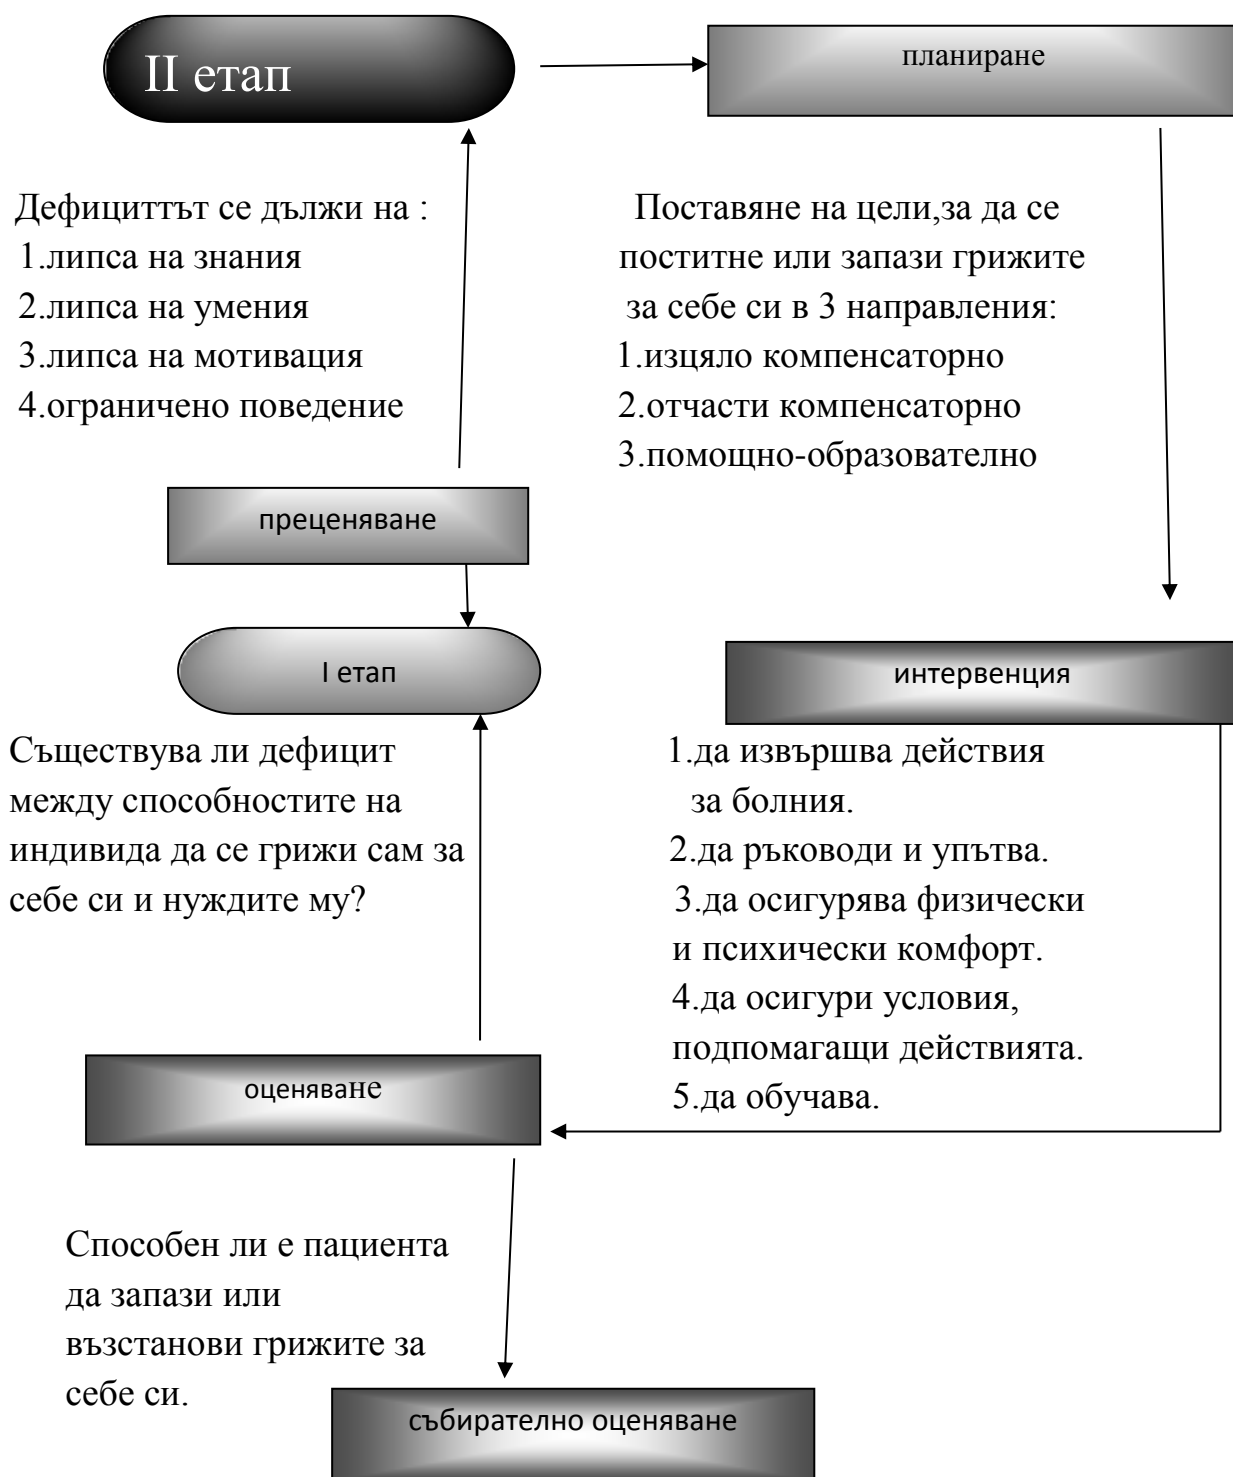 II етап
планиране
Дефициттът се дължи на :
1.липса на знания
2.липса на умения
3.липса на мотивация
4.ограничено поведение
Поставяне на цели,за да се
поститне или запази грижите
за себе си в 3 направления:
1.изцяло компенсаторно
2.отчасти компенсаторно
3.помощно-образователно
преценяване
I етап
интервенция
Съществува ли дефицит
между способностите на
индивида да се грижи сам за
себе си и нуждите му?
1.да извършва действия
за болния.
2.да ръководи и упътва.
3.да осигурява физически
и психически комфорт.
4.да осигури условия,
подпомагащи действията.
5.да обучава.
оценяване
Способен ли е пациента
да запази или
възстанови грижите за
себе си.
събирателно оценяване